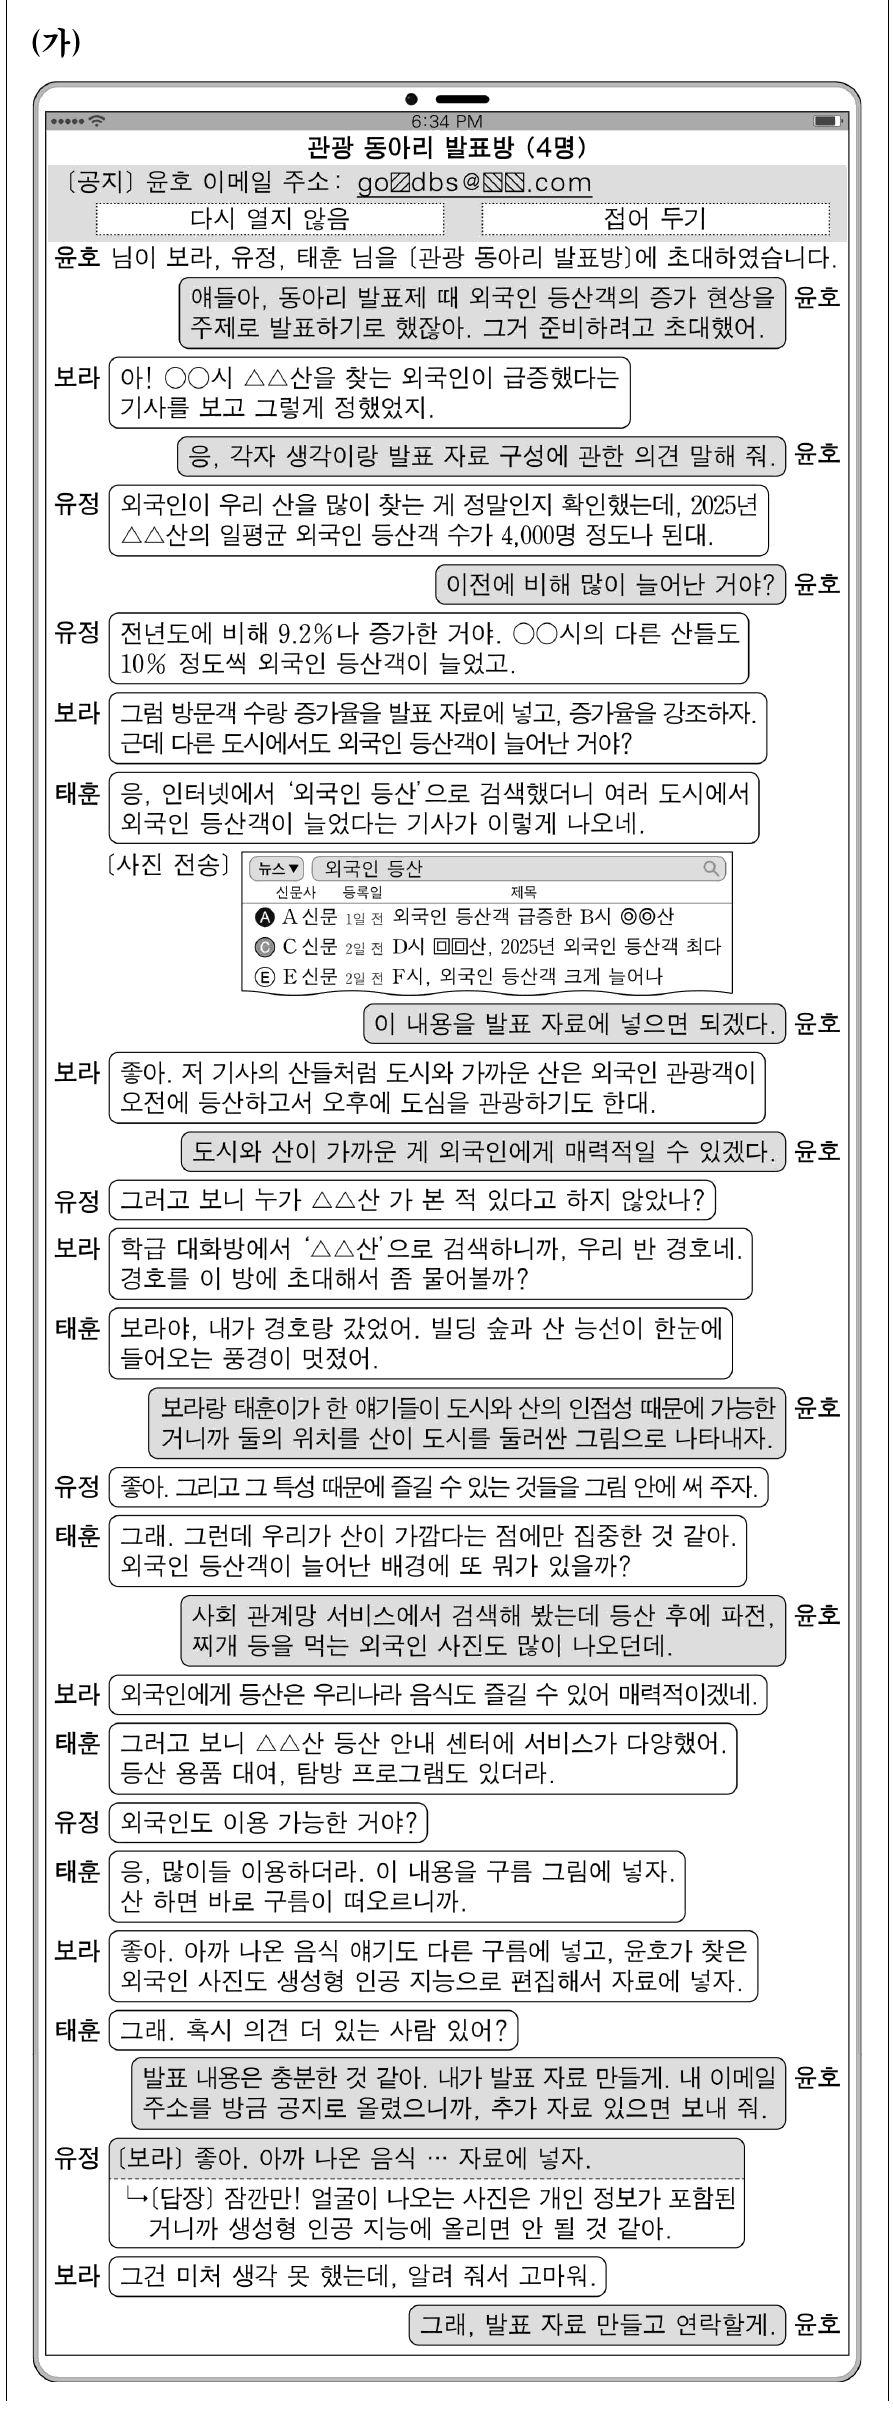 (가)
6:34 PM
관광 동아리 발표방 (4명)
〔공지〕 윤호 이메일 주소: go▨dbs@▧▧.com
다시 열지 않음 접어 두기
윤호 님이 보라, 유정, 태훈 님을 〔관광 동아리 발표방〕에 초대하였습니다.
얘들아, 동아리 발표제 때 외국인 등산객의 증가 현상을 윤호
주제로 발표하기로 했잖아. 그거 준비하려고 초대했어.
보라 아! ○○시 △△산을 찾는 외국인이 급증했다는
기사를 보고 그렇게 정했었지.
응, 각자 생각이랑 발표 자료 구성에 관한 의견 말해 줘. 윤호
유정 외국인이 우리 산을 많이 찾는 게 정말인지 확인했는데, 2025년
△△산의 일평균 외국인 등산객 수가 4,000명 정도나 된대.
이전에 비해 많이 늘어난 거야? 윤호
유정 전년도에 비해 9.2%나 증가한 거야. ○○시의 다른 산들도
10% 정도씩 외국인 등산객이 늘었고.
보라 그럼 방문객 수랑 증가율을 발표 자료에 넣고, 증가율을 강조하자.
근데 다른 도시에서도 외국인 등산객이 늘어난 거야?
태훈 응, 인터넷에서 ‘외국인 등산’으로 검색했더니 여러 도시에서
외국인 등산객이 늘었다는 기사가 이렇게 나오네.
〔사진 전송〕 뉴스▼ 외국인 등산
신문사 등록일 제목
A A 신문 1일 전 외국인 등산객 급증한 B시 ◎◎산
C C 신문 2일 전 D시 回回산, 2025년 외국인 등산객 최다
E E 신문 2일 전 F시, 외국인 등산객 크게 늘어나
이 내용을 발표 자료에 넣으면 되겠다. 윤호
보라 좋아. 저 기사의 산들처럼 도시와 가까운 산은 외국인 관광객이
오전에 등산하고서 오후에 도심을 관광하기도 한대.
도시와 산이 가까운 게 외국인에게 매력적일 수 있겠다. 윤호
유정 그러고 보니 누가 △△산 가 본 적 있다고 하지 않았나?
보라 학급 대화방에서 ‘△△산’으로 검색하니까, 우리 반 경호네.
경호를 이 방에 초대해서 좀 물어볼까?
태훈 보라야, 내가 경호랑 갔었어. 빌딩 숲과 산 능선이 한눈에
들어오는 풍경이 멋졌어.
보라랑 태훈이가 한 얘기들이 도시와 산의 인접성 때문에 가능한 윤호
거니까 둘의 위치를 산이 도시를 둘러싼 그림으로 나타내자.
유정 좋아. 그리고 그 특성 때문에 즐길 수 있는 것들을 그림 안에 써 주자.
태훈 그래. 그런데 우리가 산이 가깝다는 점에만 집중한 것 같아.
외국인 등산객이 늘어난 배경에 또 뭐가 있을까?
사회 관계망 서비스에서 검색해 봤는데 등산 후에 파전, 윤호
찌개 등을 먹는 외국인 사진도 많이 나오던데.
보라 외국인에게 등산은 우리나라 음식도 즐길 수 있어 매력적이겠네.
태훈 그러고 보니 △△산 등산 안내 센터에 서비스가 다양했어.
등산 용품 대여, 탐방 프로그램도 있더라.
유정 외국인도 이용 가능한 거야?
태훈 응, 많이들 이용하더라. 이 내용을 구름 그림에 넣자.
산 하면 바로 구름이 떠오르니까.
보라 좋아. 아까 나온 음식 얘기도 다른 구름에 넣고, 윤호가 찾은
외국인 사진도 생성형 인공 지능으로 편집해서 자료에 넣자.
태훈 그래. 혹시 의견 더 있는 사람 있어?
발표 내용은 충분한 것 같아. 내가 발표 자료 만들게. 내 이메일 윤호
주소를 방금 공지로 올렸으니까, 추가 자료 있으면 보내 줘.
유정 〔보라〕 좋아. 아까 나온 음식 … 자료에 넣자.
↳〔답장〕 잠깐만! 얼굴이 나오는 사진은 개인 정보가 포함된
거니까 생성형 인공 지능에 올리면 안 될 것 같아.
보라 그건 미처 생각 못 했는데, 알려 줘서 고마워.
그래, 발표 자료 만들고 연락할게. 윤호